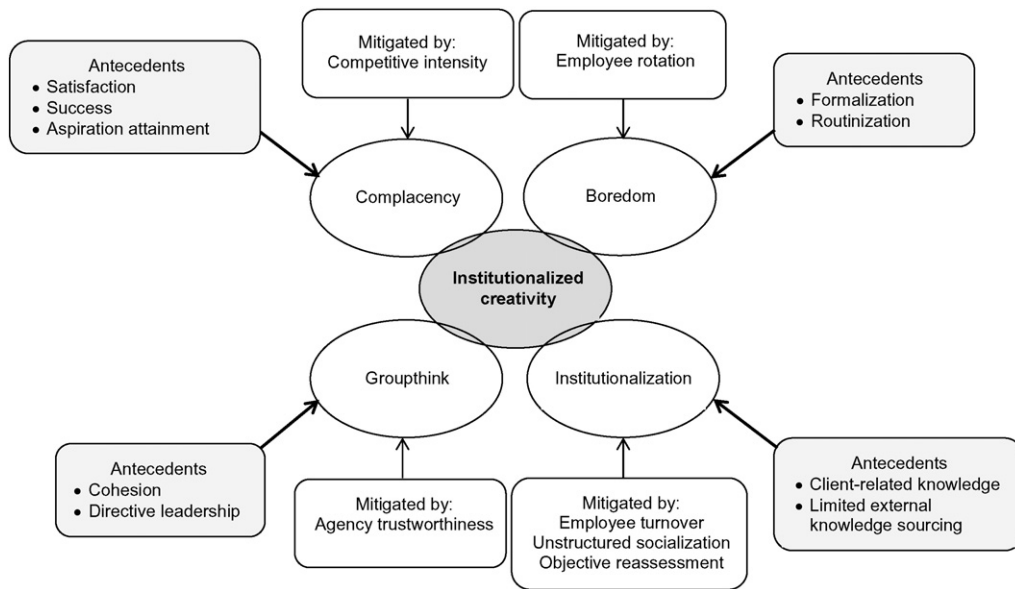 Mitigated by:
Competitive intensity
Mitigated by:
Employee rotation
Antecedents
• Satisfaction
• Success
• Aspiration attainment
Antecedents
• Formalization
• Routinization
Complacency
Boredom
Institutionalized
creativity
Groupthink
Institutionalization
Antecedents
• Cohesion
• Directive leadership
Mitigated by:
Agency trustworthiness
Mitigated by:
Employee turnover
Unstructured socialization
Objective reassessment
Antecedents
• Client-related knowledge
• Limited external
knowledge sourcing